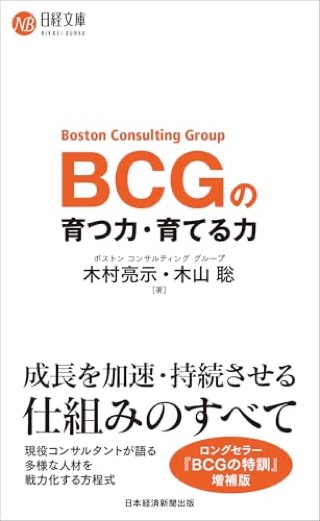 NB 日経文庫
NIKKEI BUNKO
Boston Consulting Group
BCGの
育つ力・育てる力
ボストン コンサルティング グループ
木村亮示・木山 聡
[著]
成長を加速・持続させる
仕組みのすべて
現役コンサルタントが語る
多様な人材を
戦力化する方程式
ロングセラー
『BCGの特訓』
増補版
日本経済新聞出版